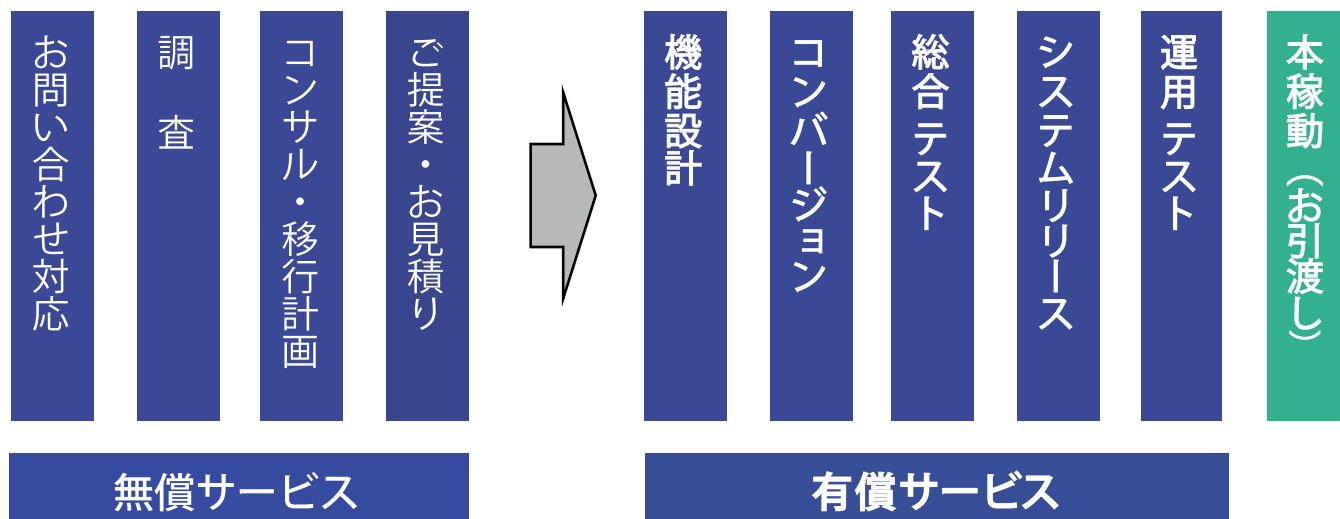 お問い合わせ対応
調　査
コンサル・移行計画
ご提案・お見積り
機能設計
コンバージョン
総合テスト
システムリリース
運用テスト
本稼動（お引渡し）
無償サービス
有償サービス